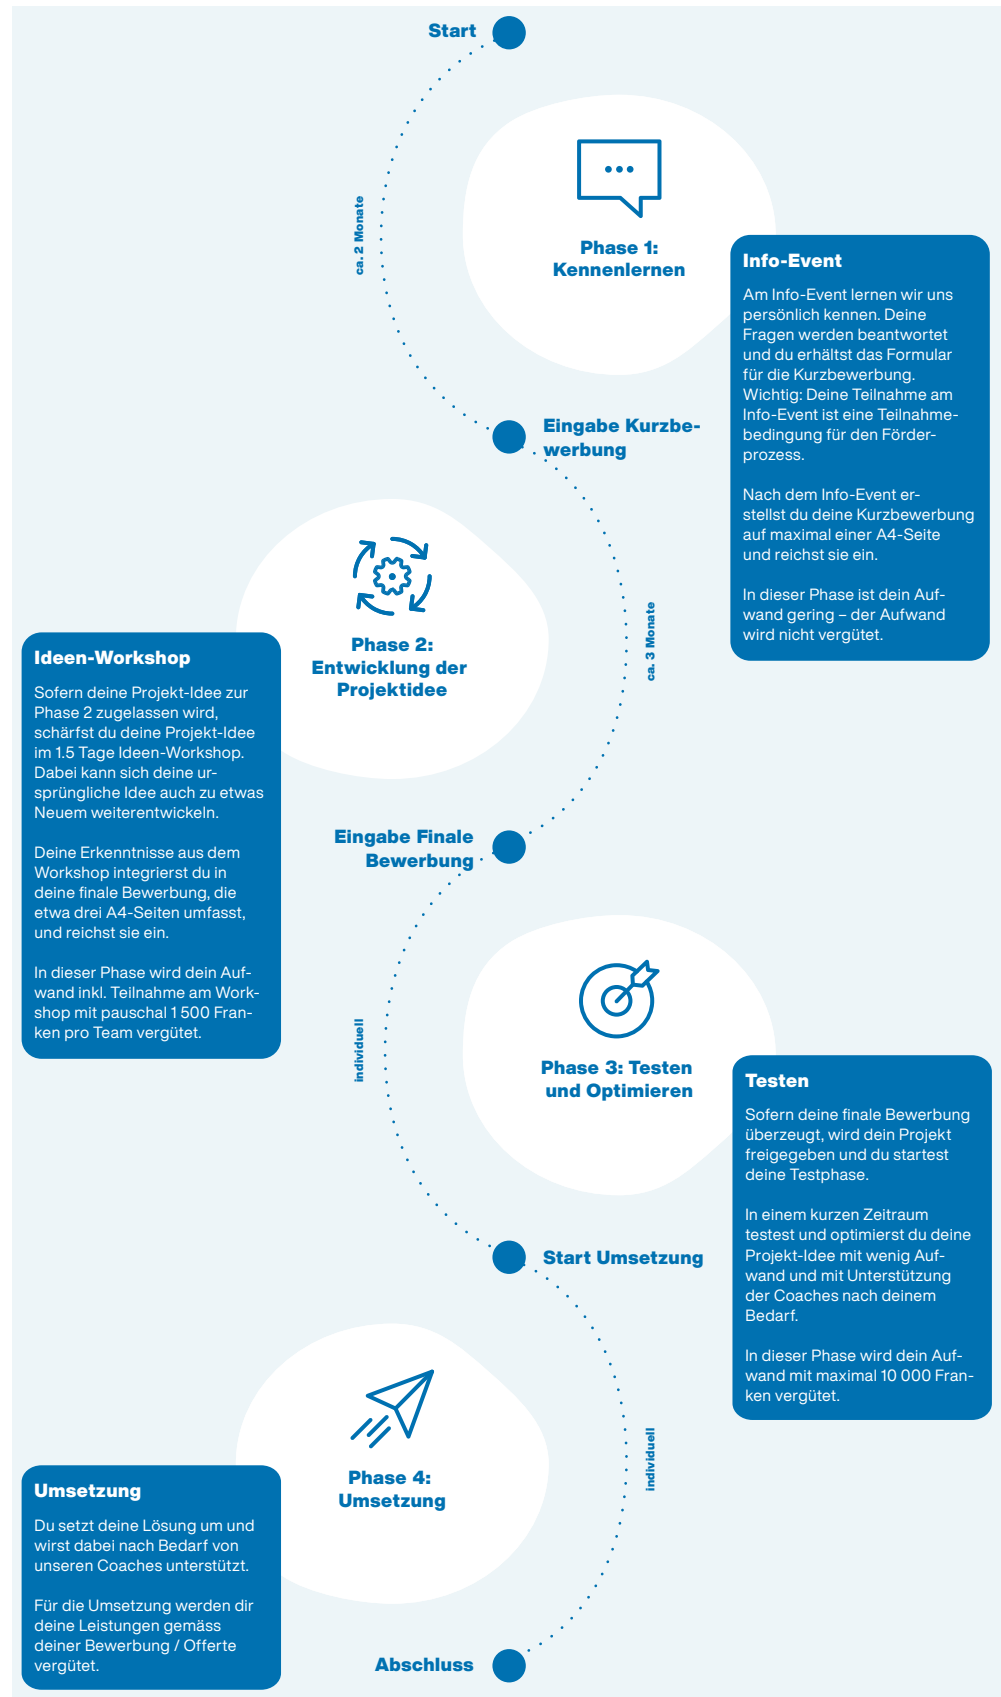 Start
ca. 2 Monate
Phase 1:
Kennenlernen
Info-Event
Am Info-Event lernen wir uns
persönlich kennen. Deine
Fragen werden beantwortet
und du erhältst das Formular
für die Kurzbewerbung.
Wichtig: Deine Teilnahme am
Info-Event ist eine Teilnahme-
bedingung für den Förder-
prozess.
Nach dem Info-Event er-
stellst du deine Kurzbewerbung
auf maximal einer A4-Seite
und reichst sie ein.
In dieser Phase ist dein Auf-
wand gering – der Aufwand
wird nicht vergütet.
Eingabe Kurzbe-
werbung
ca. 3 Monate
Phase 2:
Entwicklung der
Projektidee
Ideen-Workshop
Sofern deine Projekt-Idee zur
Phase 2 zugelassen wird,
schärfst du deine Projekt-Idee
im 1.5 Tage Ideen-Workshop.
Dabei kann sich deine ur-
sprüngliche Idee auch zu etwas
Neuem weiterentwickeln.
Deine Erkenntnisse aus dem
Workshop integrierst du in
deine finale Bewerbung, die
etwa drei A4-Seiten umfasst,
und reichst sie ein.
In dieser Phase wird dein Auf-
wand inkl. Teilnahme am Work-
shop mit pauschal 1 500 Fran-
ken pro Team vergütet.
Eingabe Finale
Bewerbung
individuell
Phase 3: Testen
und Optimieren
Testen
Sofern deine finale Bewerbung
überzeugt, wird dein Projekt
freigegeben und du startest
deine Testphase.
In einem kurzen Zeitraum
testest und optimierst du deine
Projekt-Idee mit wenig Auf-
wand und mit Unterstützung
der Coaches nach deinem
Bedarf.
In dieser Phase wird dein Auf-
wand mit maximal 10 000 Fran-
ken vergütet.
Start Umsetzung
individuell
Phase 4:
Umsetzung
Umsetzung
Du setzt deine Lösung um und
wirst dabei nach Bedarf von
unseren Coaches unterstützt.
Für die Umsetzung werden dir
deine Leistungen gemäss
deiner Bewerbung / Offerte
vergütet.
Abschluss